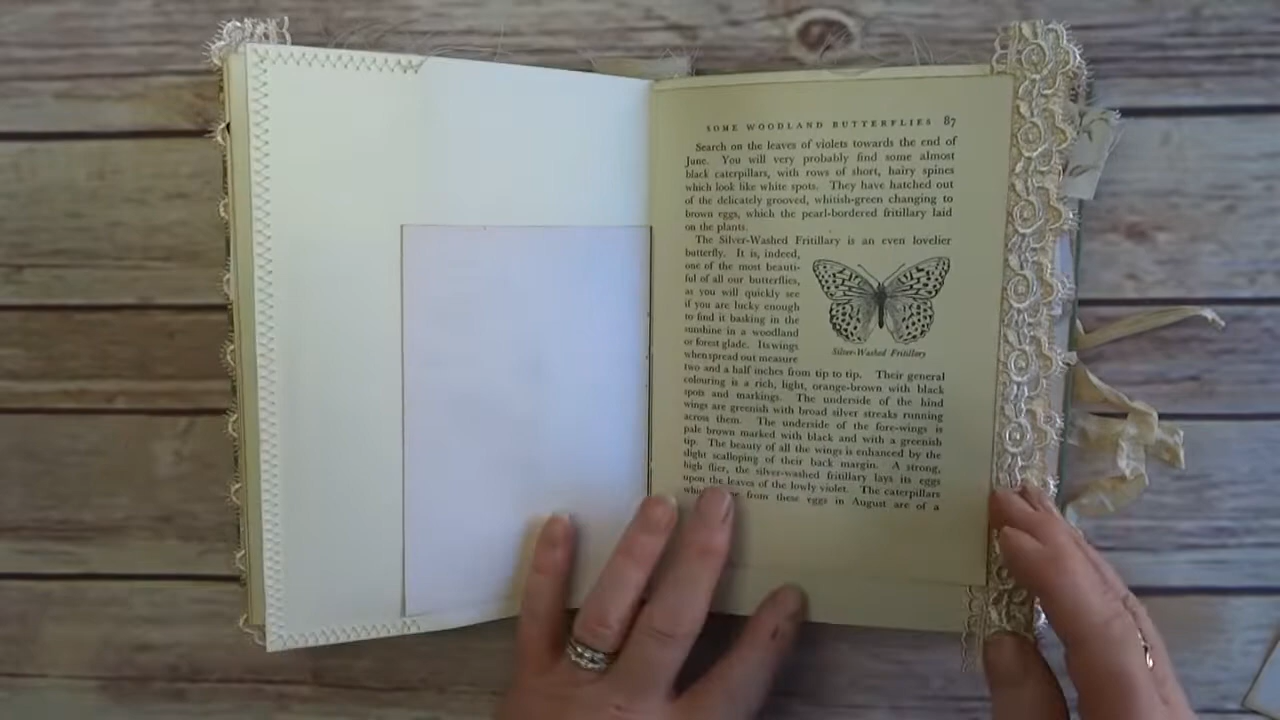 SOME WOODLAND BUTTERFLIES 87
Search on the leaves of violets towards the end of
June. You will very probably find some almost
black caterpillars, with rows of short, hairy spines
which look like white spots. They have hatched out
of the delicately grooved, whitish-green changing to
brown eggs, which the pearl-bordered fritillary laid
on the plants.
The Silver-Washed Fritillary is an even lovelier
butterfly. It is, indeed,
one of the most beauti-
ful of all our butterflies,
as you will quickly see
if you are lucky enough
to find it basking in the
sunshine in a woodland
or forest glade. Its wings
when spread out measure
Silver-Washed Fritillary
two and a half inches from tip to tip. Their general
colouring is a rich, light, orange-brown with black
spots and markings. The underside of the hind
wings are greenish with broad silver streaks running
across them. The underside of the fore-wings is
pale brown marked with black and with a greenish
tip. The beauty of all the wings is enhanced by the
slight scalloping of their back margin. A strong,
high flier, the silver-washed fritillary lays its eggs
upon the leaves of the lowly violet. The caterpillars
from these eggs in August are of a